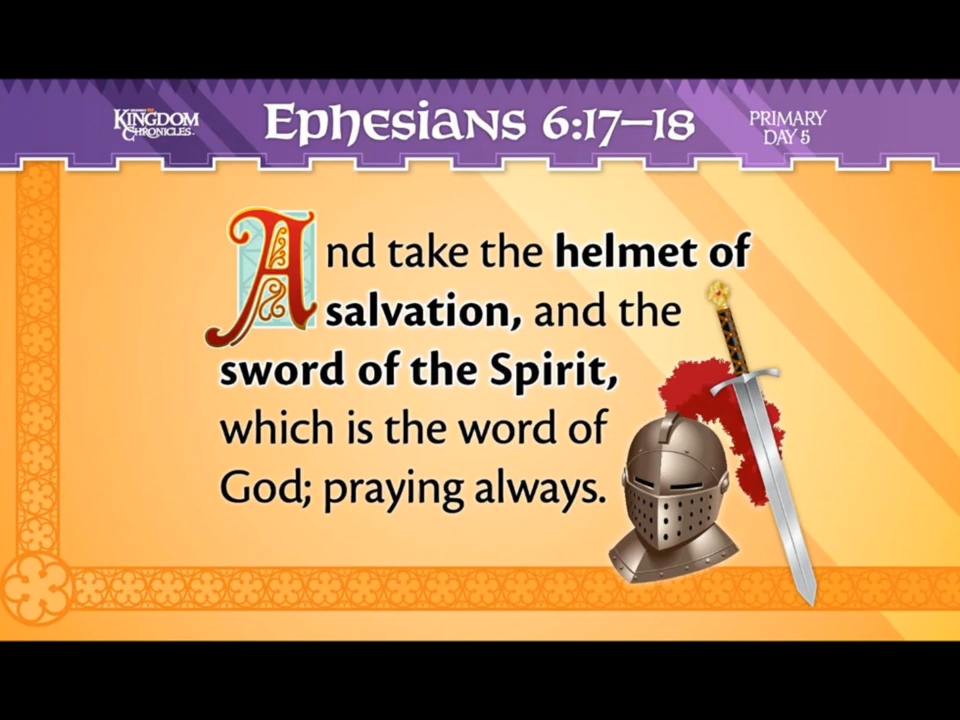 KINGDOM
CHRONICLES
Ephesians 6:17–18
PRIMARY
DAY 5
And take the helmet of
salvation, and the
sword of the Spirit,
which is the word of
God; praying always.